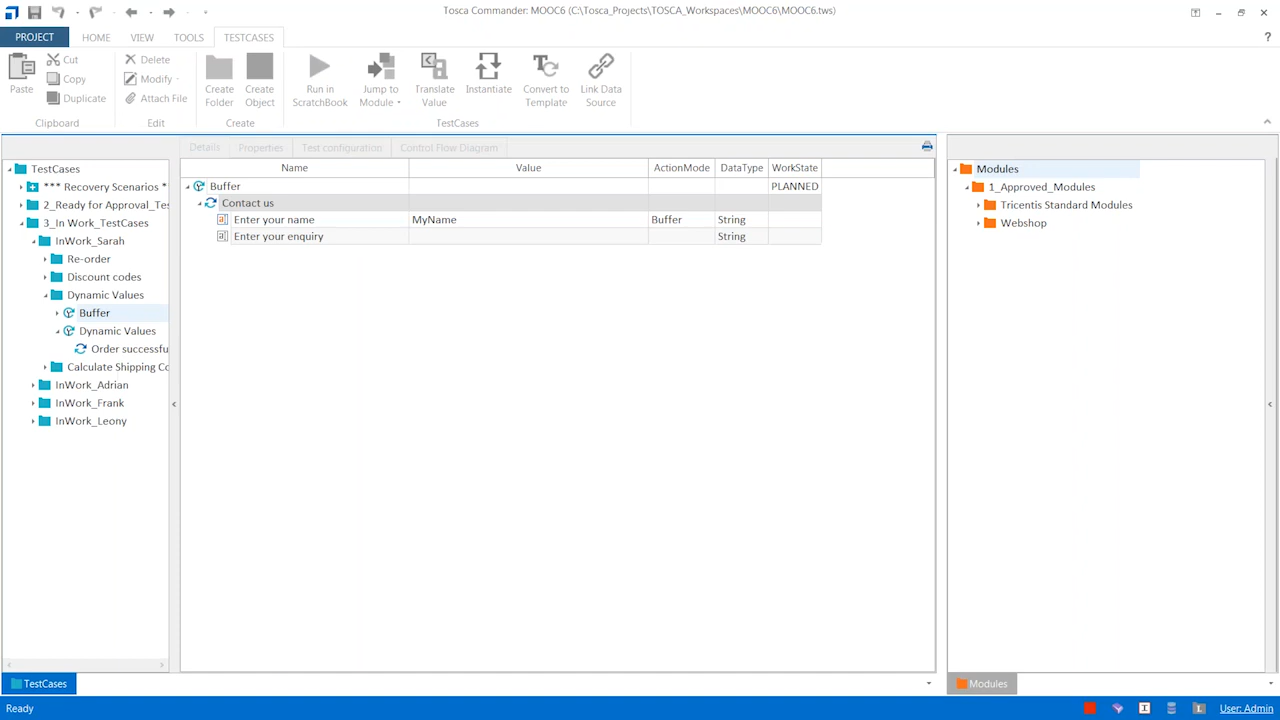 Tosca Commander: MOOC6 (C:\Tosca_Projects\TOSCA_Workspaces\MOOC6\MOOC6.tws)
PROJECT HOME VIEW TOOLS TESTCASES ?
Paste
Cut
Copy
Duplicate
Clipboard
Delete
Modify
Attach File
Edit
Create Folder
Create Object
Create
Run in ScratchBook
Jump to Module
Translate Value
Instantiate
Convert to Template
Link Data Source
TestCases
Details Properties Test configuration Control Flow Diagram
TestCases
*** Recovery Scenarios *
2_Ready for Approval_Tes
3_In Work_TestCases
InWork_Sarah
Re-order
Discount codes
Dynamic Values
Buffer
Dynamic Values
Order successfu
Calculate Shipping Co
InWork_Adrian
InWork_Frank
InWork_Leony
Name Value ActionMode DataType WorkState
Buffer PLANNED
Contact us
Enter your name MyName Buffer String
Enter your enquiry String
Modules
1_Approved_Modules
Tricentis Standard Modules
Webshop
TestCases
Modules
Ready
User: Admin